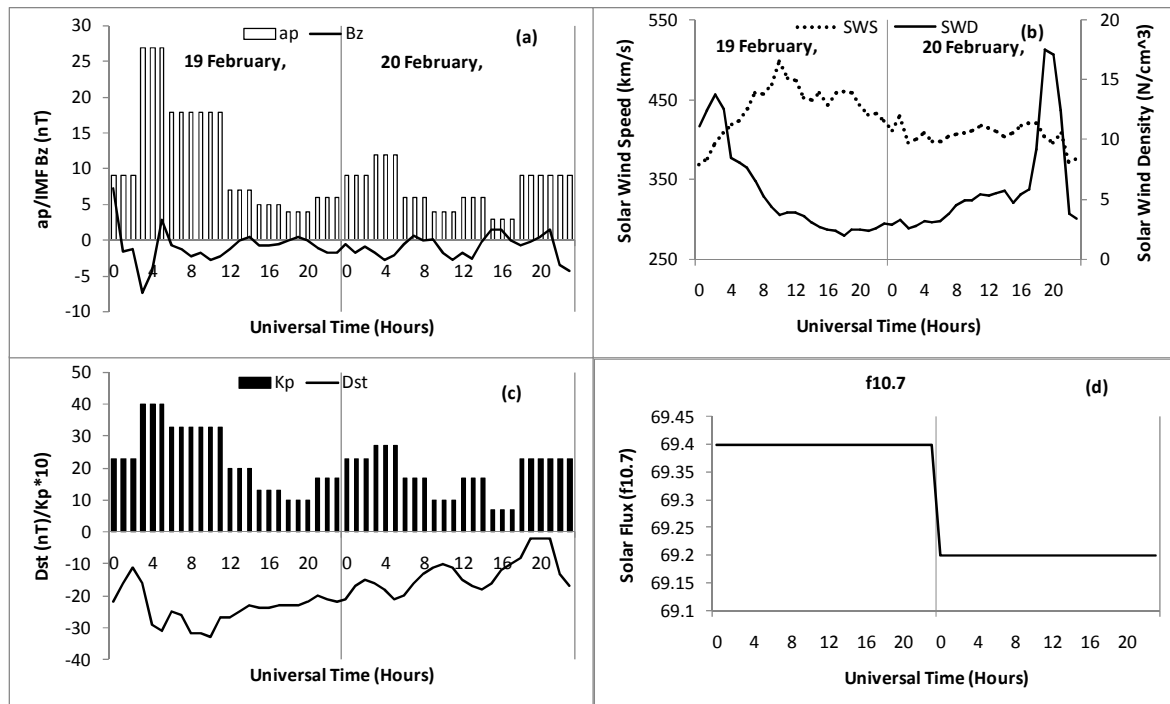 ap Bz (a)
19 February, 20 February,
ap/IMF Bz (nT)
30
25
20
15
10
5
0
-5
-10
0 4 8 12 16 20 0 4 8 12 16 20
Universal Time (Hours)
SWS SWD (b)
19 February, 20 February,
Solar Wind Speed (km/s)
550
450
350
250
Solar Wind Density (N/cm^3)
20
15
10
5
0
0 4 8 12 16 20 0 4 8 12 16 20
Universal Time (Hours)
Kp Dst (c)
Dst (nT)/Kp*10)
50
40
30
20
10
0
-10
-20
-30
-40
0 4 8 12 16 20 0 4 8 12 16 20
Universal Time (Hours)
f10.7 (d)
Solar Flux (f10.7)
69.45
69.4
69.35
69.3
69.25
69.2
69.15
69.1
0 4 8 12 16 20 0 4 8 12 16 20
Universal Time (Hours)